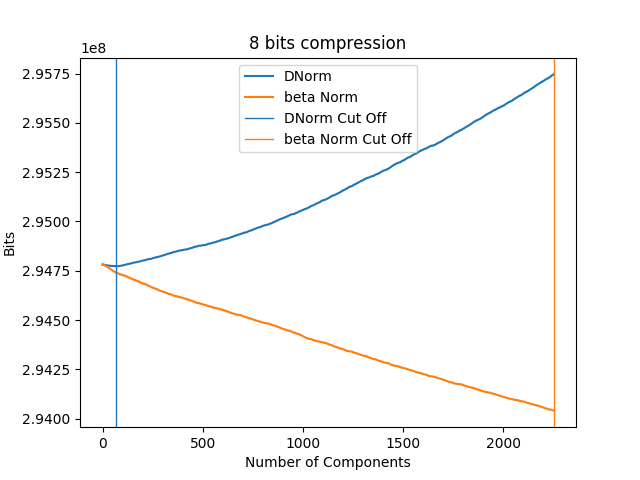 8 bits compression
1e8
2.9575
2.9550
2.9525
2.9500
2.9475
2.9450
2.9425
2.9400
Bits
DNorm
beta Norm
DNorm Cut Off
beta Norm Cut Off
0 500 1000 1500 2000
Number of Components